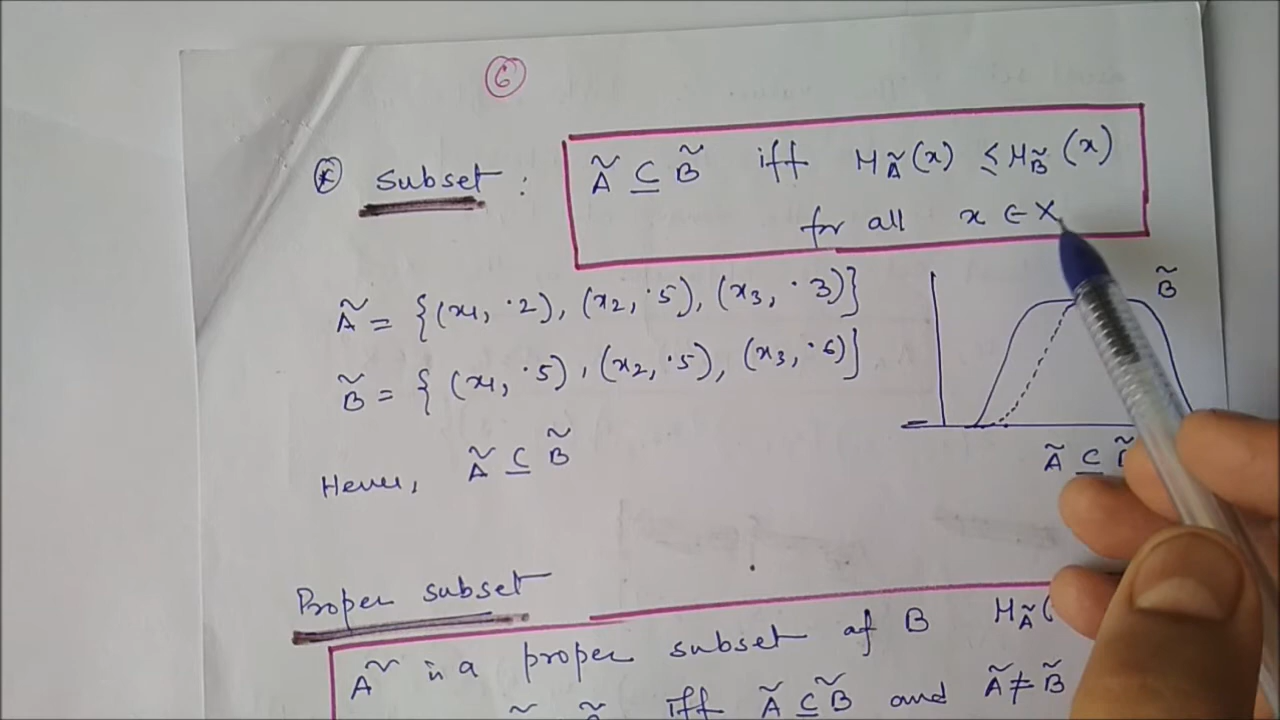 6
* Subset : Ã ⊆ B̃ iff μÃ(x) ≤ μB̃(x)
for all x ∈ X
Ã = {(x1, ·2), (x2, ·5), (x3, ·3)}
B̃ = {(x1, ·5), (x2, ·5), (x3, ·6)}
B̃
Hence, Ã ⊆ B̃
Ã ⊆
Proper subset
Ã is a proper subset of B μÃ(
iff Ã ⊆ B̃ and Ã ≠ B̃